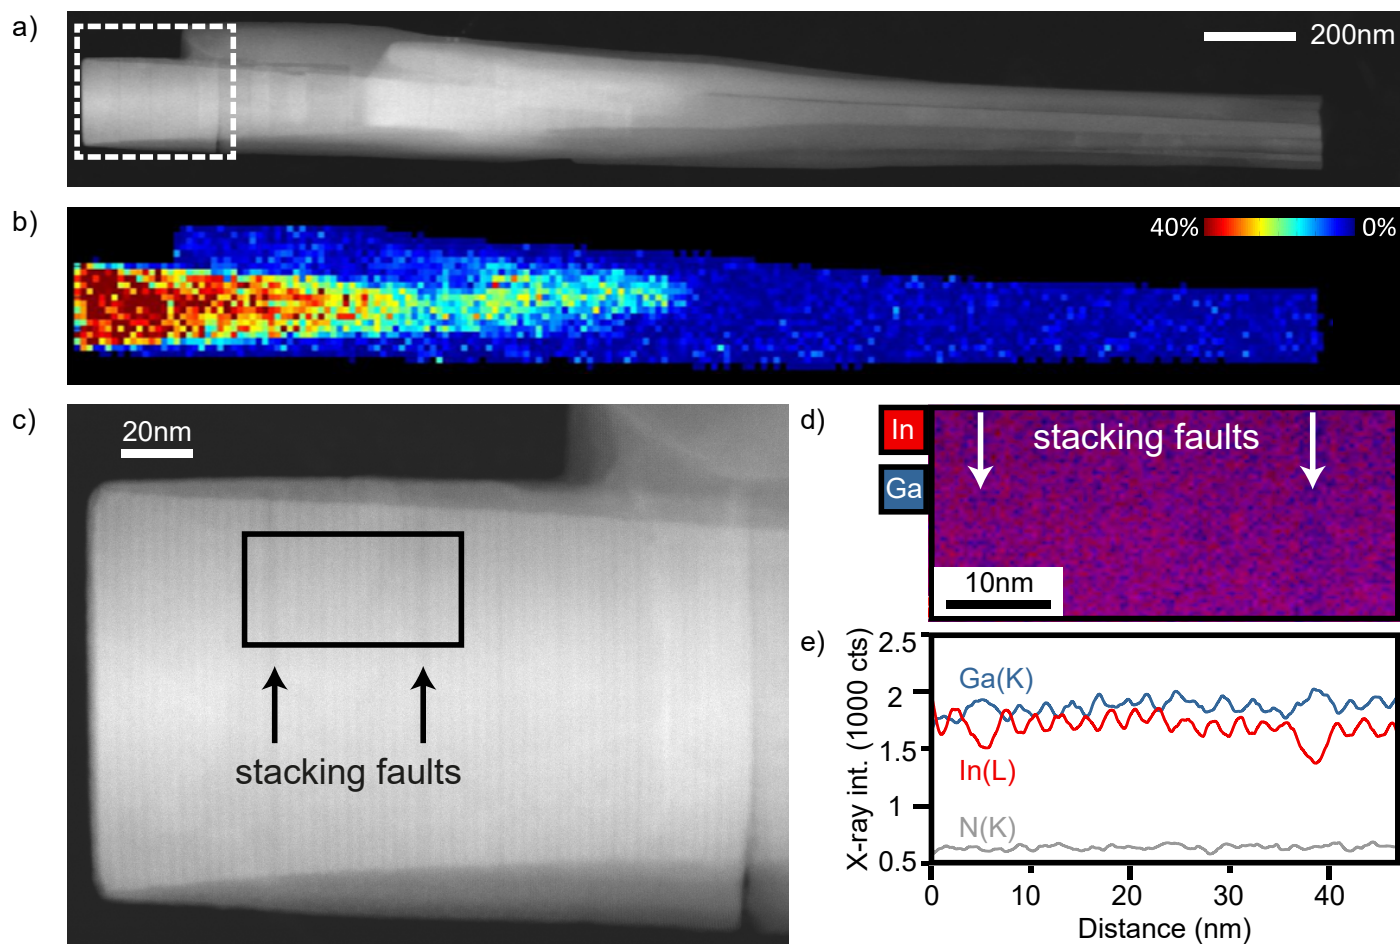 a)
200nm
b)
40%
0%
c)
20nm
stacking faults
d)
In
Ga
stacking faults
10nm
e)
X-ray int. (1000 cts)
2.5
2
1.5
1
0.5
Ga(K)
In(L)
N(K)
0
10
20
30
40
Distance (nm)